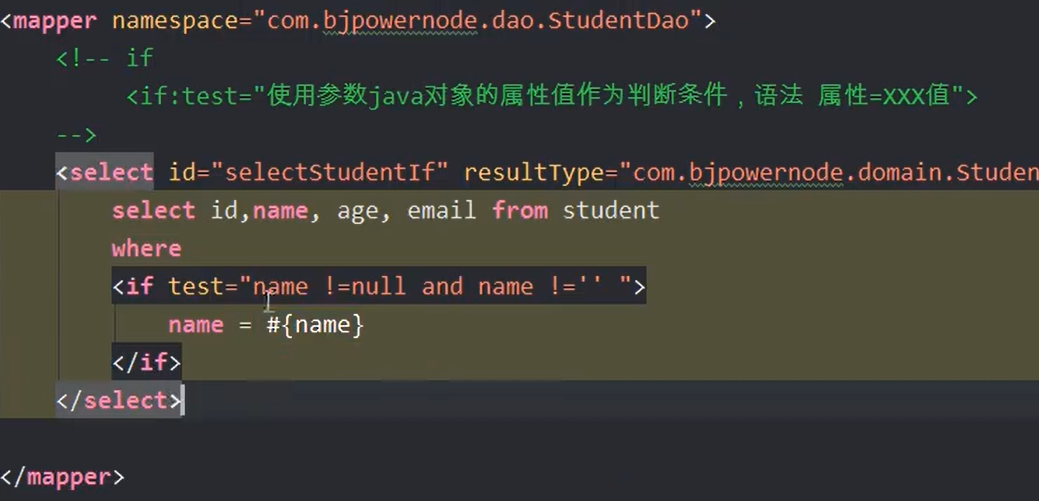 <mapper namespace="com.bjpowernode.dao.StudentDao">
<!-- if
<if:test="使用参数java对象的属性值作为判断条件，语法 属性=XXX值">
-->
<select id="selectStudentIf" resultType="com.bjpowernode.domain.Studen
select id,name, age, email from student
where
<if test="name !=null and name !='' ">
name = #{name}
</if>
</select>
</mapper>